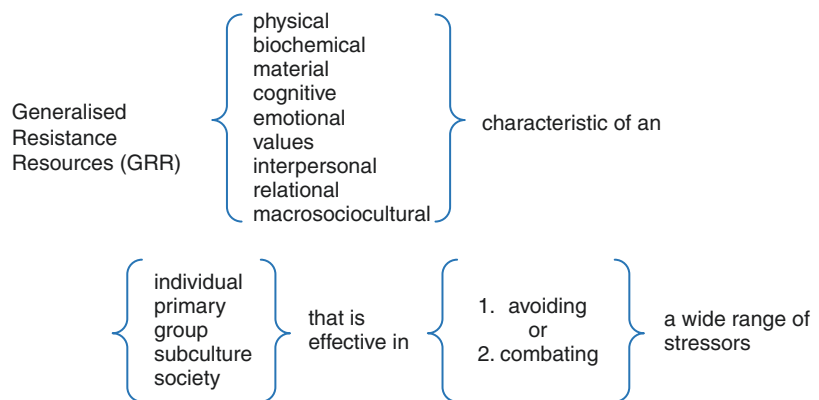 Generalised
Resistance
Resources (GRR)
physical
biochemical
material
cognitive
emotional
values
interpersonal
relational
macrosociocultural
characteristic of an
individual
primary
group
subculture
society
that is
effective in
1. avoiding
or
2. combating
a wide range of
stressors